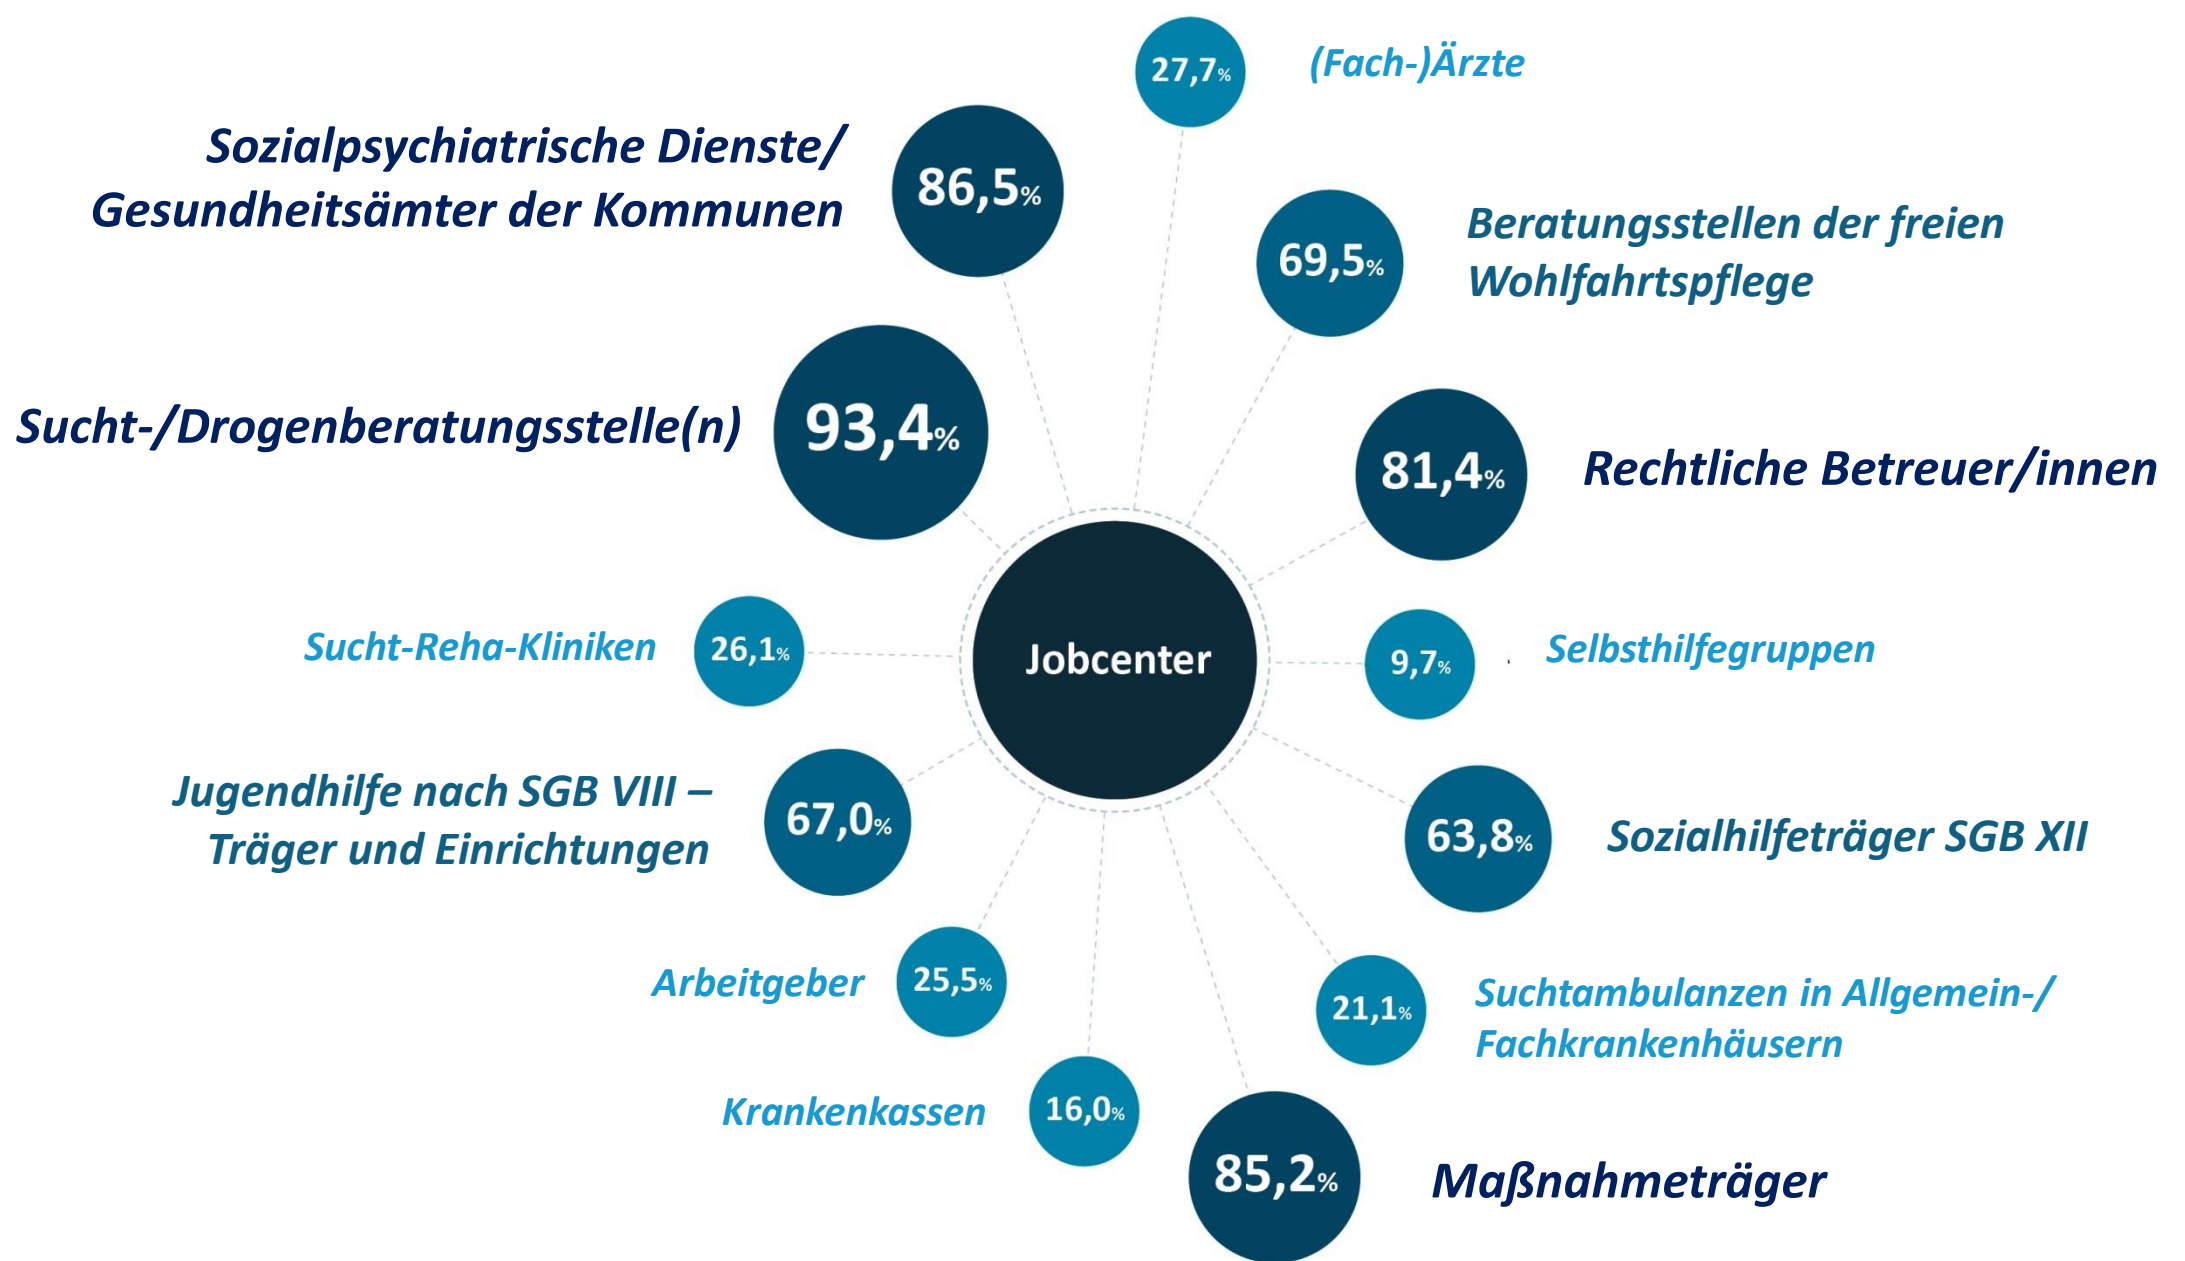 27,7%
(Fach-)Ärzte
Sozialpsychiatrische Dienste/
Gesundheitsämter der Kommunen
86,5%
69,5%
Beratungsstellen der freien
Wohlfahrtspflege
Sucht-/Drogenberatungsstelle(n)
93,4%
81,4%
Rechtliche Betreuer/innen
Sucht-Reha-Kliniken
26,1%
Jobcenter
9,7%
Selbsthilfegruppen
Jugendhilfe nach SGB VIII –
Träger und Einrichtungen
67,0%
63,8%
Sozialhilfeträger SGB XII
Arbeitgeber
25,5%
21,1%
Suchtambulanzen in Allgemein-/
Fachkrankenhäusern
Krankenkassen
16,0%
85,2%
Maßnahmeträger